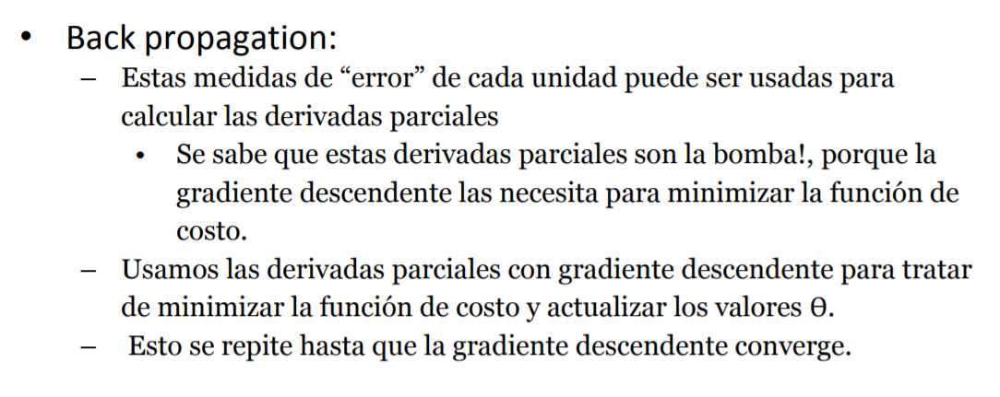 • Back propagation:
– Estas medidas de “error” de cada unidad puede ser usadas para
calcular las derivadas parciales
• Se sabe que estas derivadas parciales son la bomba!, porque la
gradiente descendente las necesita para minimizar la función de
costo.
– Usamos las derivadas parciales con gradiente descendente para tratar
de minimizar la función de costo y actualizar los valores ϴ.
– Esto se repite hasta que la gradiente descendente converge.